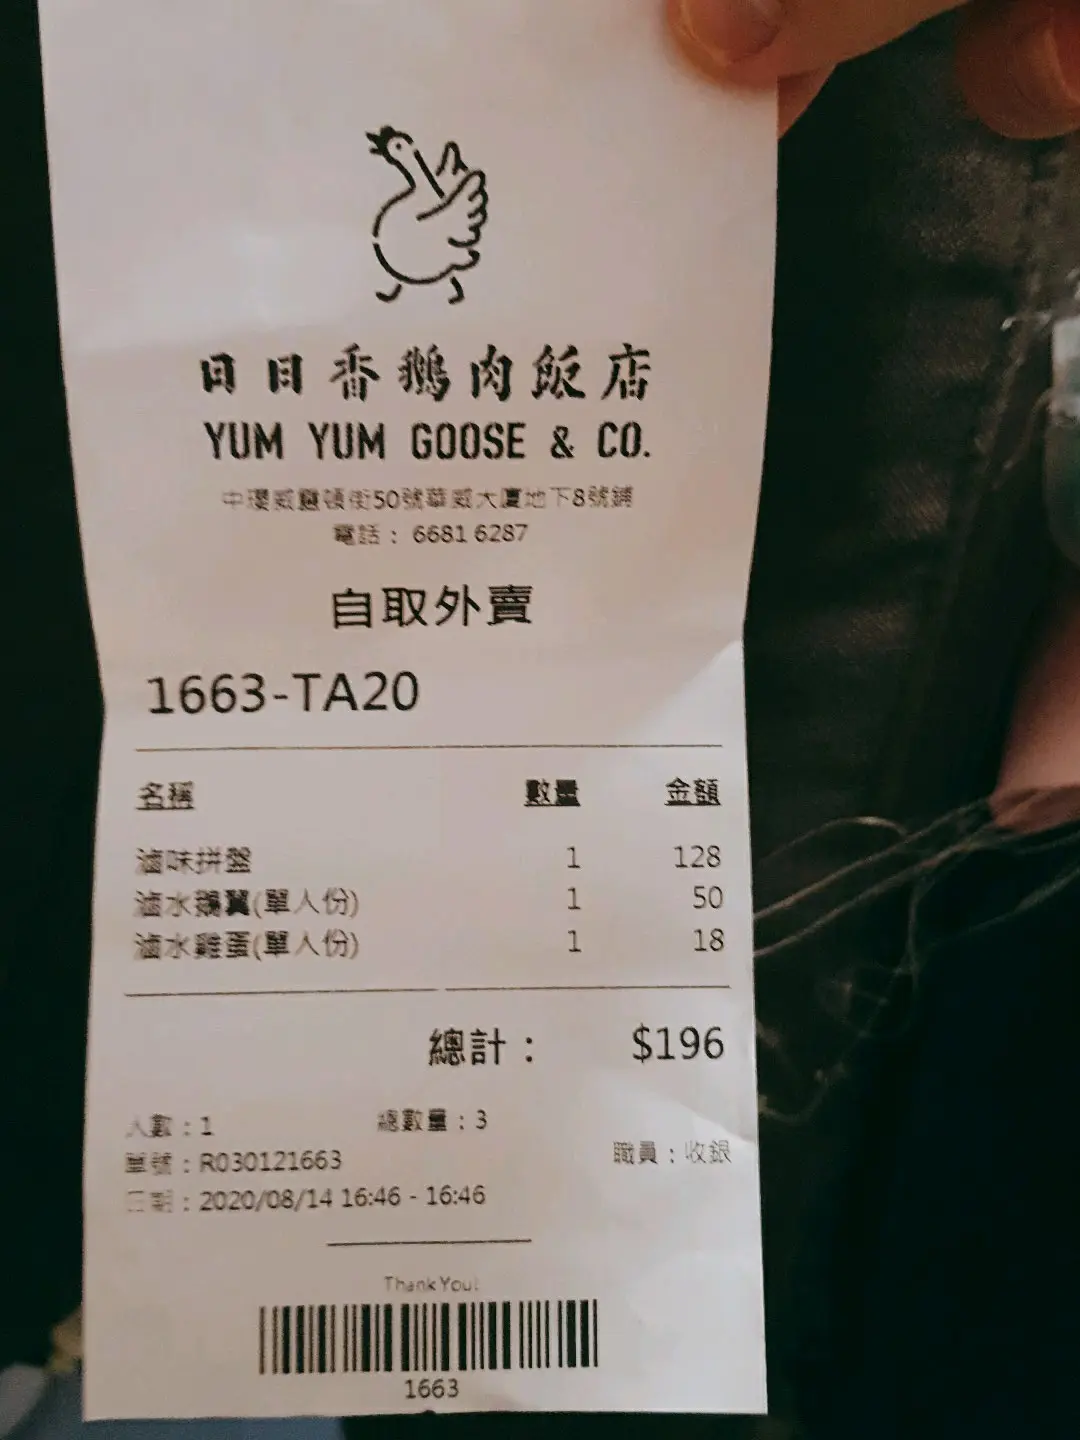 日日香鵝肉飯店
YUM YUM GOOSE & CO.
中環威靈頓街50號華威大廈地下8號鋪
電話： 6681 6287
自取外賣
1663-TA20
名稱 數量 金額
滷味拼盤 1 128
滷水鵝翼(單人份) 1 50
滷水雞蛋(單人份) 1 18
總計： $196
人數：1 總數量：3
單號：R030121663 職員：收銀
日期：2020/08/14 16:46 - 16:46
Thank You!
1663